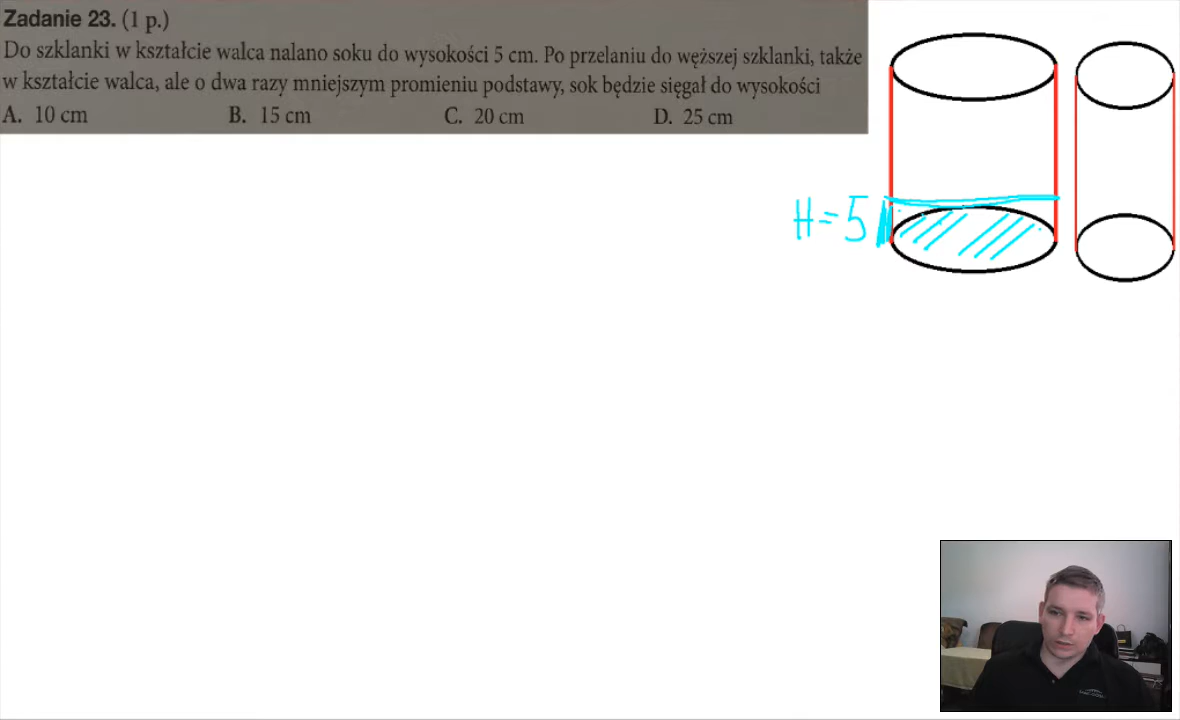 Zadanie 23. (1 p.)
Do szklanki w kształcie walca nalano soku do wysokości 5 cm. Po przelaniu do węższej szklanki, także
w kształcie walca, ale o dwa razy mniejszym promieniu podstawy, sok będzie sięgał do wysokości
A. 10 cm B. 15 cm C. 20 cm D. 25 cm
H = 5